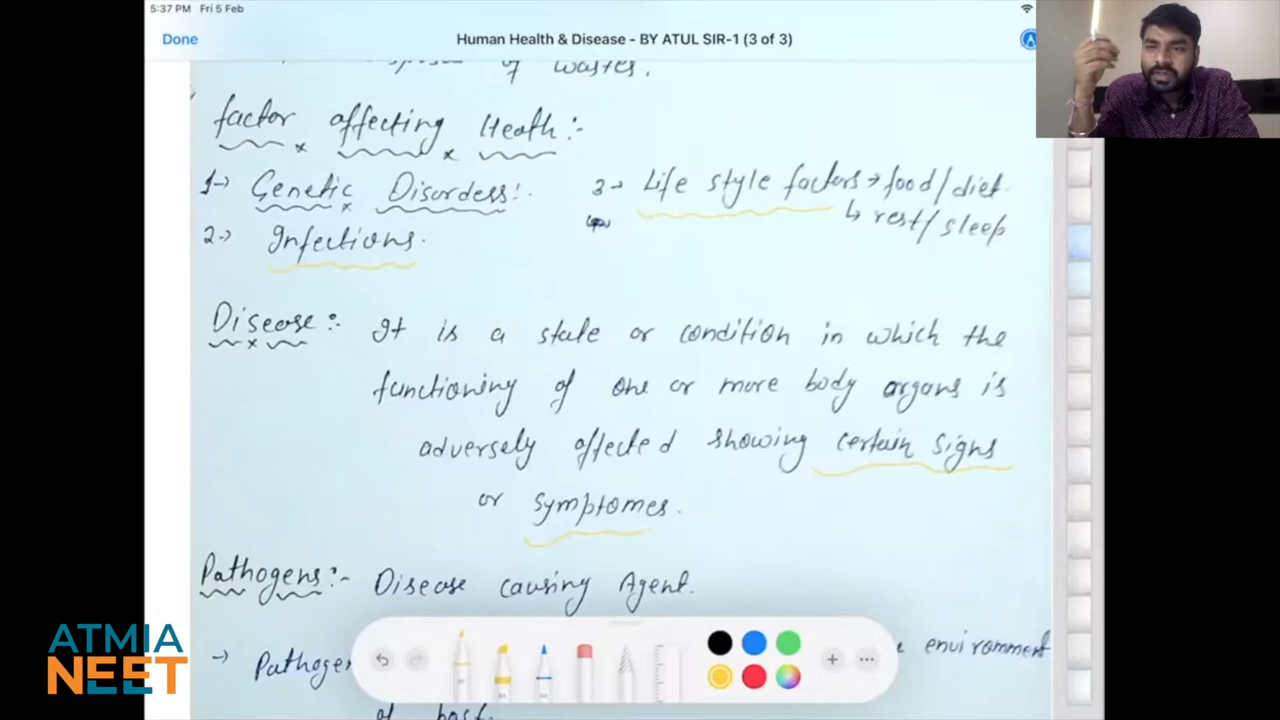 5:37 PM Fri 5 Feb
Done
Human Health & Disease - BY ATUL SIR-1 (3 of 3)
of wastes.
factor affecting Heath :-
1-> Genetic Disorders :-
2-> Infections.
3-> Life style factors -> food/diet
↳ rest/sleep
Disease :- It is a state or condition in which the
functioning of one or more body organs is
adversely affected showing certain signs
or symptomes.
Pathogens :- Disease causing Agent.
-> Pathoge
environment
of host.
ATMIA
NEET